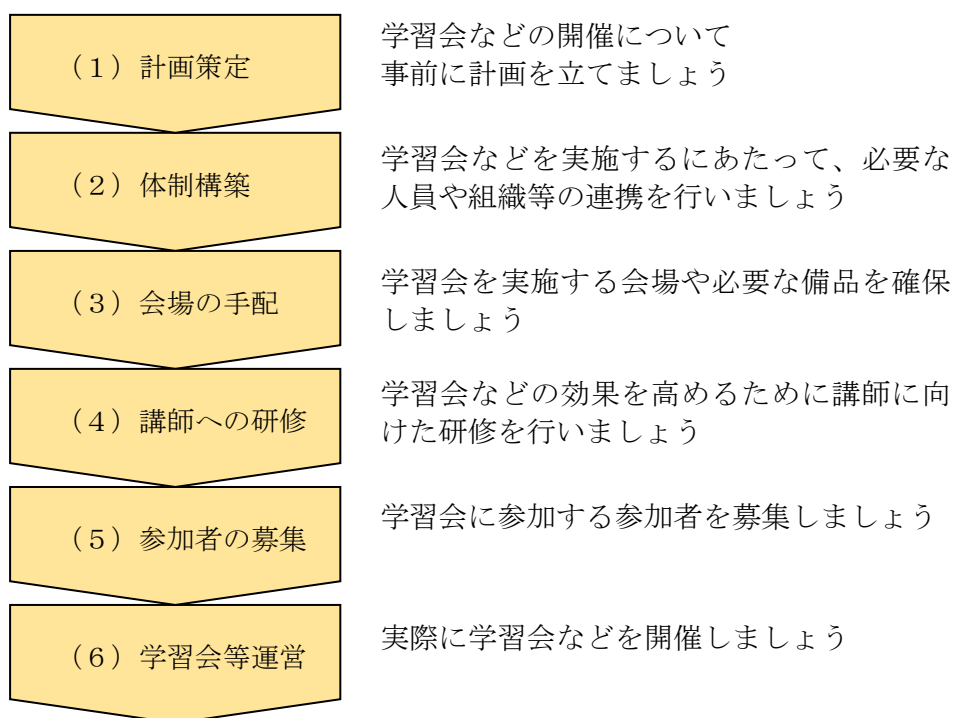 (1)計画策定
学習会などの開催について
事前に計画を立てましょう
(2)体制構築
学習会などを実施するにあたって、必要な
人員や組織等の連携を行いましょう
(3)会場の手配
学習会を実施する会場や必要な備品を確保
しましょう
(4)講師への研修
学習会などの効果を高めるために講師に向
けた研修を行いましょう
(5)参加者の募集
学習会に参加する参加者を募集しましょう
(6)学習会等運営
実際に学習会などを開催しましょう